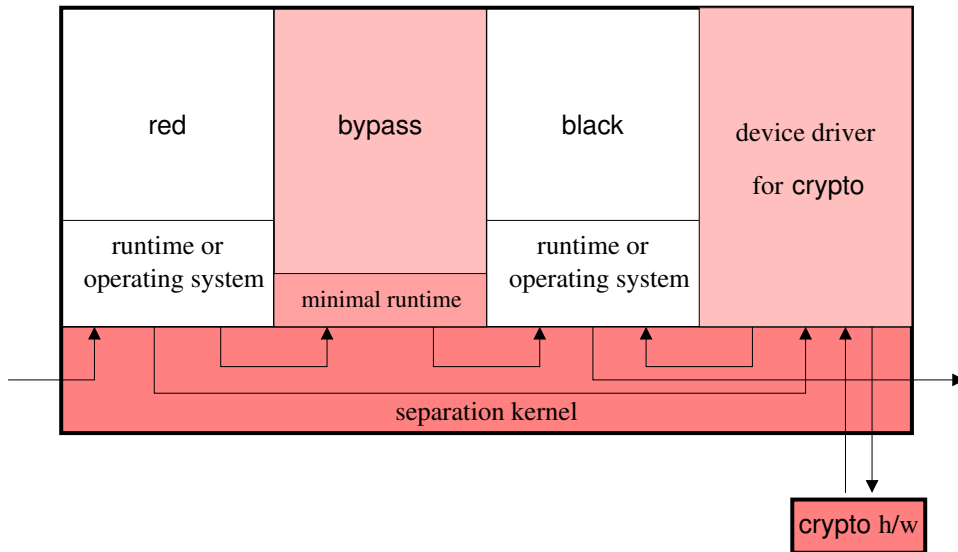 red
bypass
black
device driver
for crypto
runtime or
operating system
minimal runtime
runtime or
operating system
separation kernel
crypto h/w